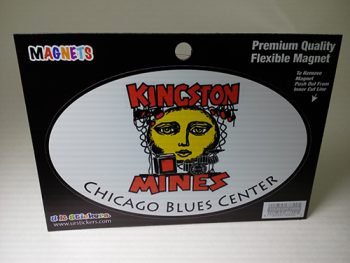 MAGNETS
Premium Quality
Flexible Magnet
To Remove
Magnet
Push Out From
Inner Cut Line
KINGSTON
MINES
CHICAGO BLUES CENTER
U.S. Stickers
www.usstickers.com